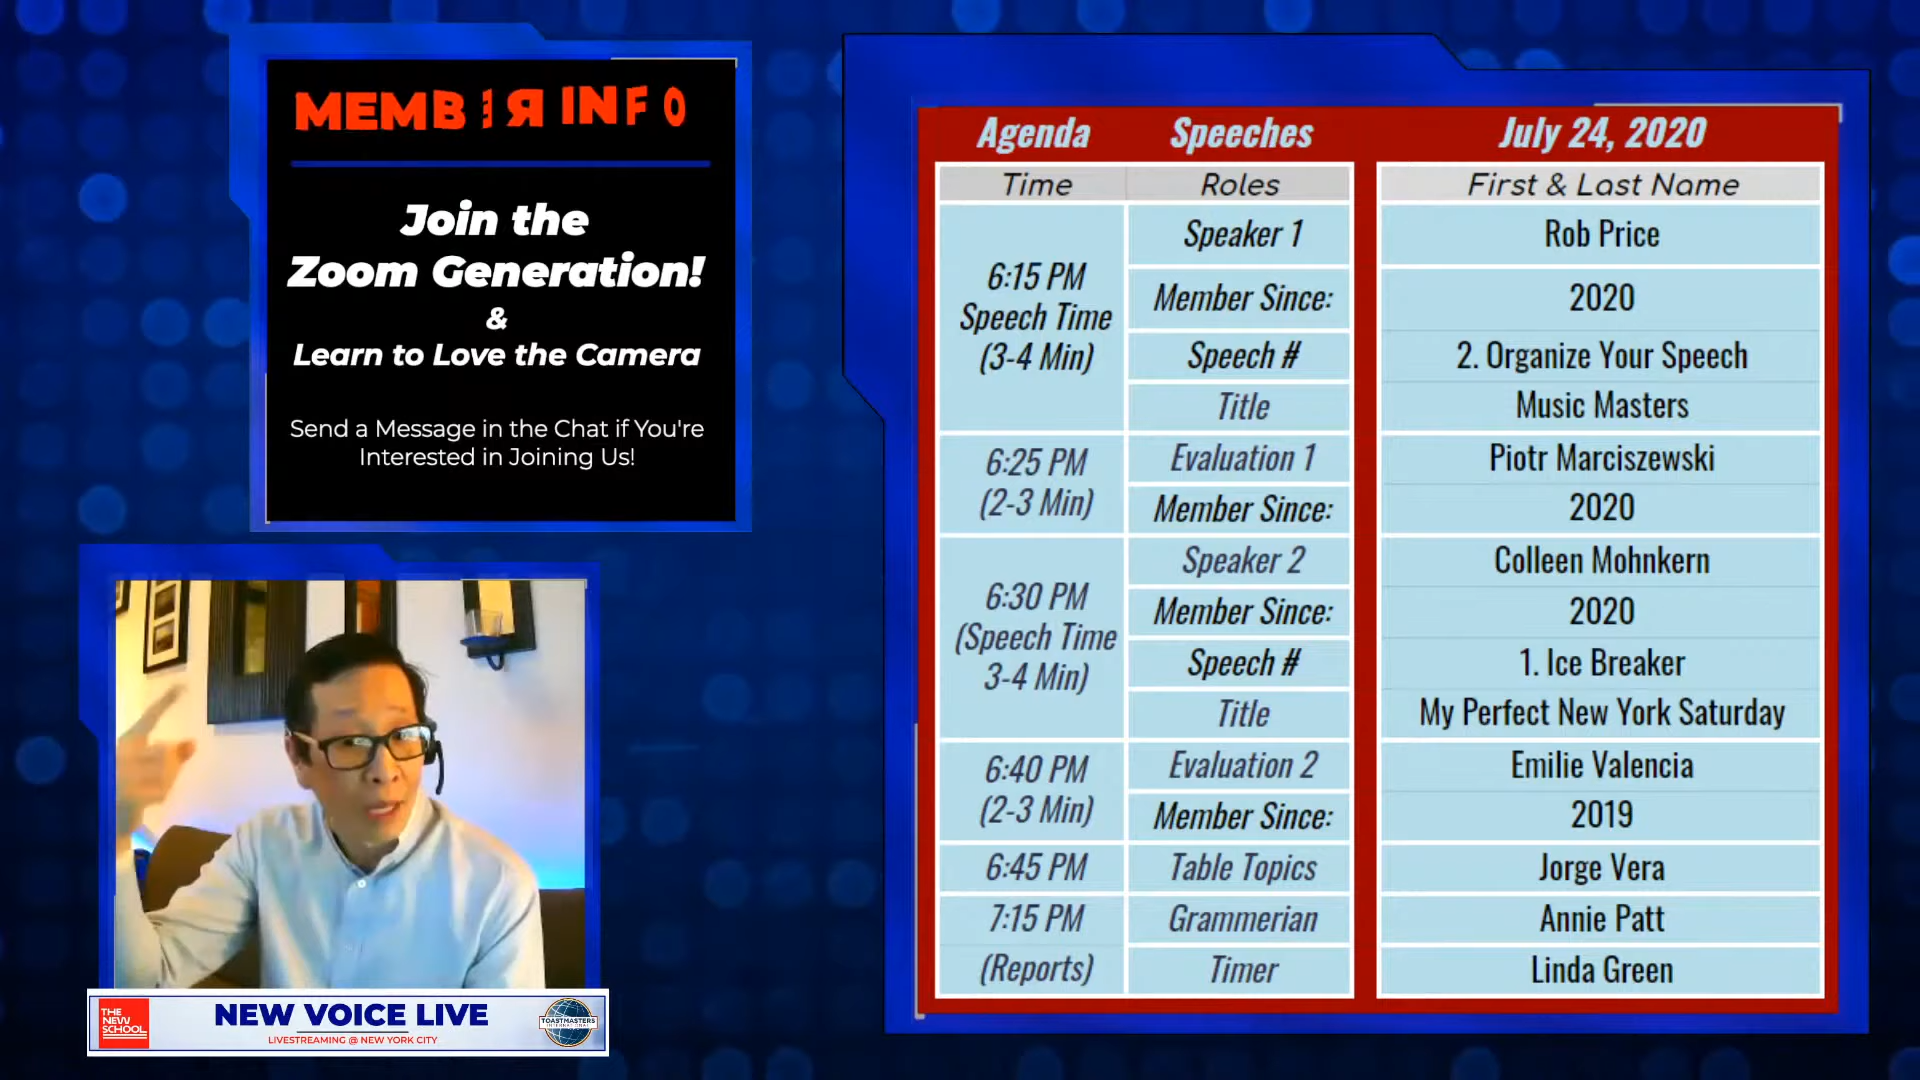 MEMBER INFO
Join the
Zoom Generation!
&
Learn to Love the Camera
Send a Message in the Chat if You're
Interested in Joining Us!
THE
NEW
SCHOOL
NEW VOICE LIVE
LIVESTREAMING @ NEW YORK CITY
TOASTMASTERS
INTERNATIONAL
Agenda Speeches July 24, 2020
Time Roles First & Last Name
6:15 PM
Speech Time
(3-4 Min)
Speaker 1 Rob Price
Member Since: 2020
Speech # 2. Organize Your Speech
Title Music Masters
6:25 PM
(2-3 Min)
Evaluation 1 Piotr Marciszewski
Member Since: 2020
6:30 PM
(Speech Time
3-4 Min)
Speaker 2 Colleen Mohnkern
Member Since: 2020
Speech # 1. Ice Breaker
Title My Perfect New York Saturday
6:40 PM
(2-3 Min)
Evaluation 2 Emilie Valencia
Member Since: 2019
6:45 PM Table Topics Jorge Vera
7:15 PM Grammerian Annie Patt
(Reports) Timer Linda Green